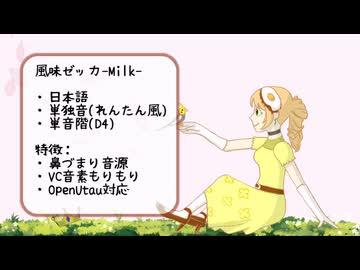 風味ゼッカ-Milk-
・日本語
・単独音(れんたん風)
・単音階(D4)
特徴:
・鼻づまり音源
・VC音素もりもり
・OpenUtau対応